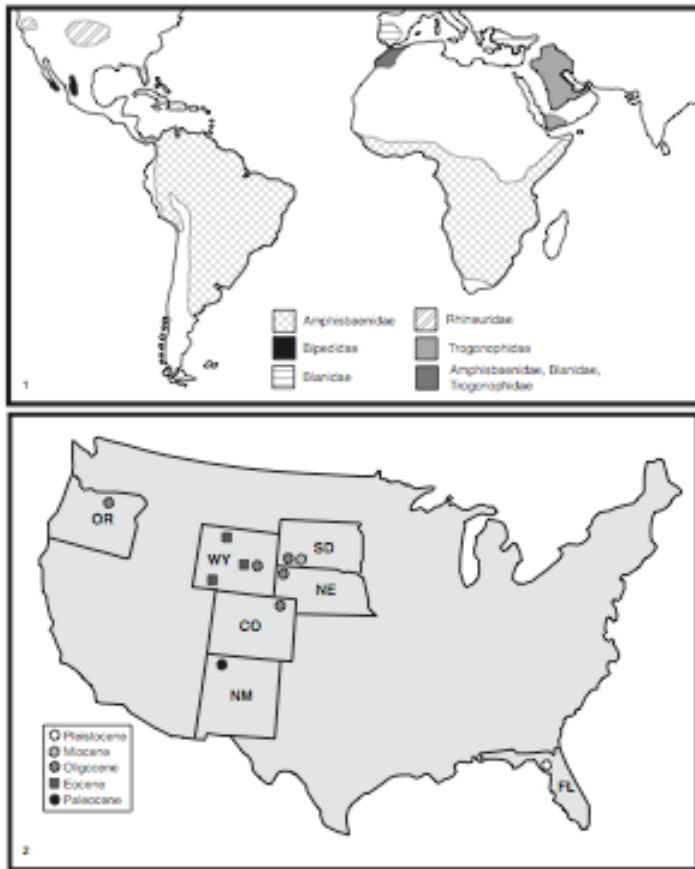 Amphisbaenidae
Bipedidae
Blanidae
Rhineuridae
Trogonophidae
Amphisbaenidae, Blanidae,
Trogonophidae
1
OR
WY
SD
NE
CO
NM
FL
Pleistocene
Miocene
Oligocene
Eocene
Paleocene
2